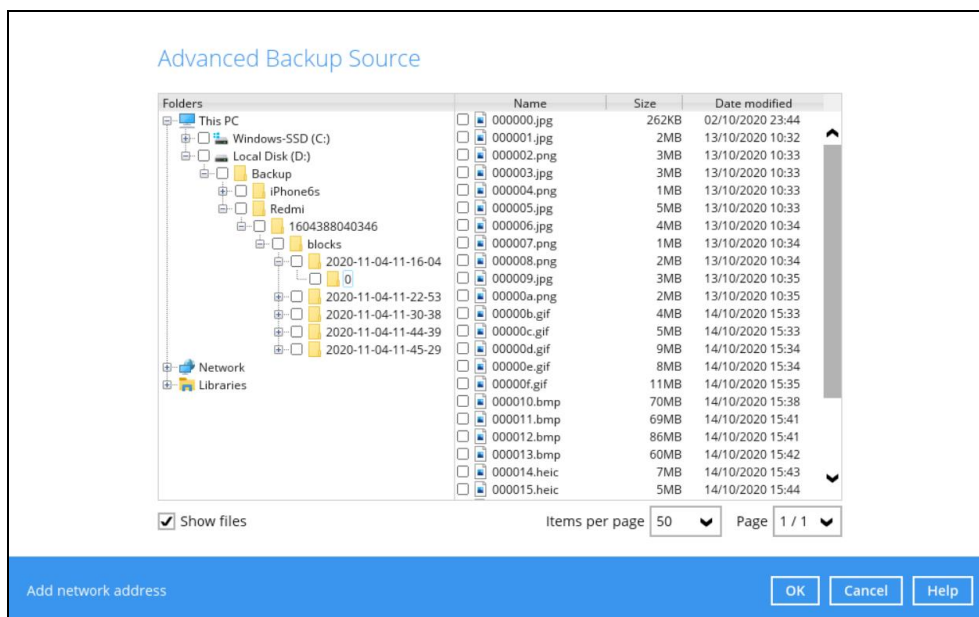 Advanced Backup Source
Folders
This PC
Windows-SSD (C:)
Local Disk (D:)
Backup
iPhone6s
Redmi
1604388040346
blocks
2020-11-04-11-16-04
0
2020-11-04-11-22-53
2020-11-04-11-30-38
2020-11-04-11-44-39
2020-11-04-11-45-29
Network
Libraries
Name Size Date modified
000000.jpg 262KB 02/10/2020 23:44
000001.jpg 2MB 13/10/2020 10:32
000002.png 3MB 13/10/2020 10:33
000003.jpg 3MB 13/10/2020 10:33
000004.png 1MB 13/10/2020 10:33
000005.jpg 5MB 13/10/2020 10:33
000006.jpg 4MB 13/10/2020 10:34
000007.png 1MB 13/10/2020 10:34
000008.png 2MB 13/10/2020 10:34
000009.jpg 3MB 13/10/2020 10:35
00000a.png 2MB 13/10/2020 10:35
00000b.gif 4MB 14/10/2020 15:33
00000c.gif 5MB 14/10/2020 15:33
00000d.gif 9MB 14/10/2020 15:34
00000e.gif 8MB 14/10/2020 15:34
00000f.gif 11MB 14/10/2020 15:35
000010.bmp 70MB 14/10/2020 15:38
000011.bmp 69MB 14/10/2020 15:41
000012.bmp 86MB 14/10/2020 15:41
000013.bmp 60MB 14/10/2020 15:42
000014.heic 7MB 14/10/2020 15:43
000015.heic 5MB 14/10/2020 15:44
Show files
Items per page 50 Page 1 / 1
Add network address
OK Cancel Help